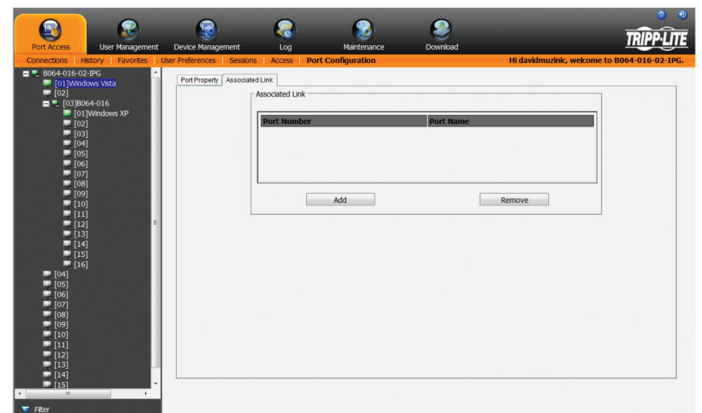 TRIPP·LITE
Port Access User Management Device Management Log Maintenance Download
Connections History Favorites User Preferences Sessions Access Port Configuration Hi davidmuzink, welcome to B064-016-02-IPG.
B064-016-02-IPG
[01]Windows Vista
[02]
[03]B064-016
[01]Windows XP
[02]
[03]
[04]
[05]
[06]
[07]
[08]
[09]
[10]
[11]
[12]
[13]
[14]
[15]
[16]
[04]
[05]
[06]
[07]
[08]
[09]
[10]
[11]
[12]
[13]
[14]
[15]
Filter
Port Property Associated Link
Associated Link
Port Number Port Name
Add Remove